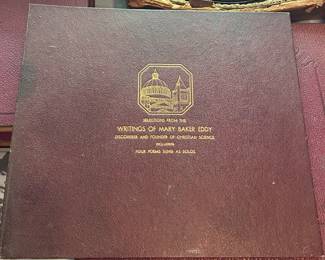 SELECTIONS FROM THE
WRITINGS OF MARY BAKER EDDY
DISCOVERER AND FOUNDER OF CHRISTIAN SCIENCE
INCLUDING
FOUR POEMS SUNG AS SOLOS